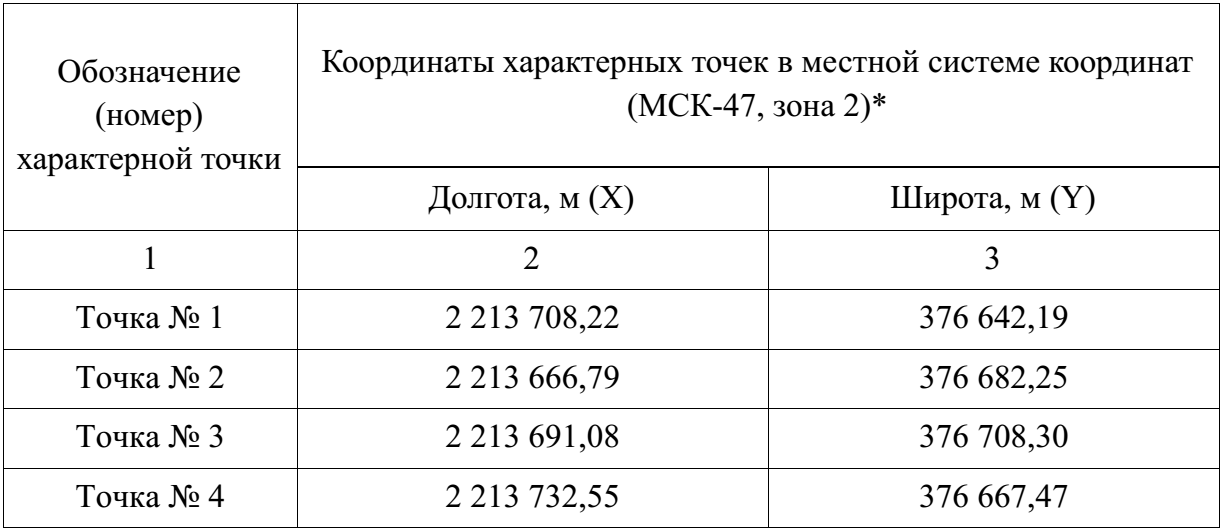 Обозначение
(номер)
характерной точки
Координаты характерных точек в местной системе координат
(МСК-47, зона 2)*
Долгота, м (X)
Широта, м (Y)
1
2
3
Точка № 1
2 213 708,22
376 642,19
Точка № 2
2 213 666,79
376 682,25
Точка № 3
2 213 691,08
376 708,30
Точка № 4
2 213 732,55
376 667,47